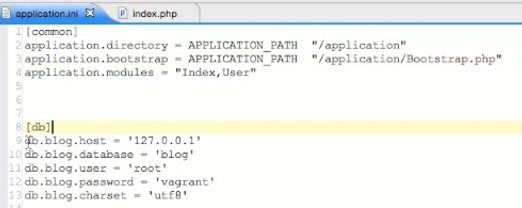 application.ini index.php
1 [common]
2 application.directory = APPLICATION_PATH "/application"
3 application.bootstrap = APPLICATION_PATH "/application/Bootstrap.php"
4 application.modules = "Index,User"
5
6
7
8 [db]
9 db.blog.host = '127.0.0.1'
10 db.blog.database = 'blog'
11 db.blog.user = 'root'
12 db.blog.password = 'vagrant'
13 db.blog.charset = 'utf8'